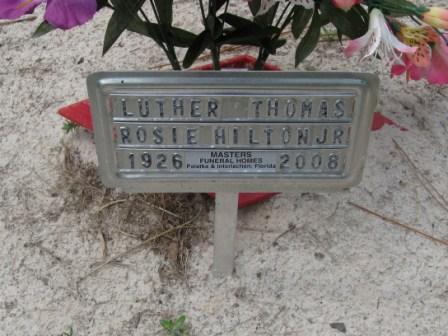 LUTHER THOMAS
ROSIE HILTON JR
1926 2008
MASTERS
FUNERAL HOMES
Palatka & Interlachen, Florida